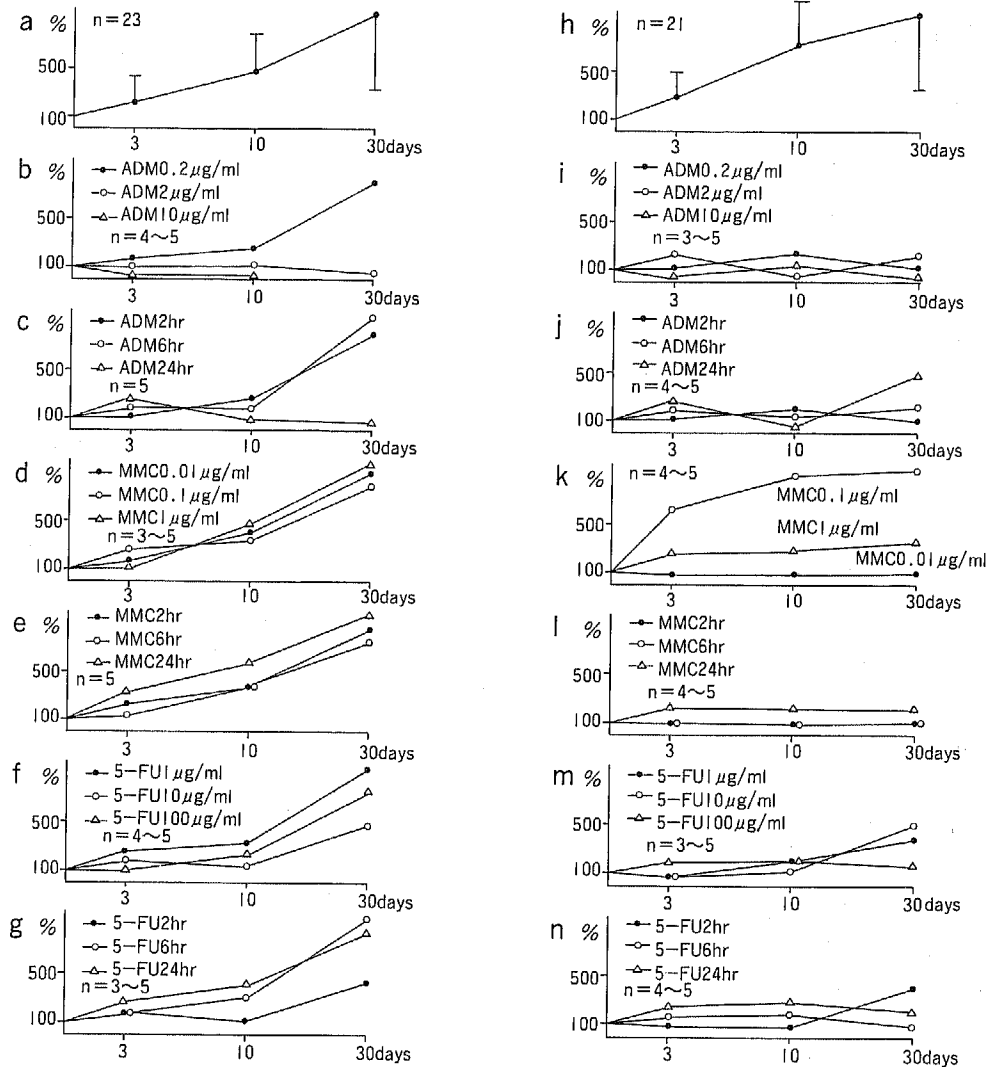 a % n=23
500
100
3 10 30days
b % ADM0.2μg/ml
ADM2μg/ml
500 ADM10μg/ml
n=4~5
100
3 10 30days
c % ADM2hr
ADM6hr
500 ADM24hr
n=5
100
3 10 30days
d % MMC0.01μg/ml
MMC0.1μg/ml
500 MMC1μg/ml
n=3~5
100
3 10 30days
e % MMC2hr
MMC6hr
500 MMC24hr
n=5
100
3 10 30days
f % 5-FU1μg/ml
5-FU10μg/ml
500 5-FU100μg/ml
n=4~5
100
3 10 30days
g % 5-FU2hr
5-FU6hr
500 5-FU24hr
n=3~5
100
3 10 30days
h % n=21
500
100
3 10 30days
i % ADM0.2μg/ml
ADM2μg/ml
500 ADM10μg/ml
n=3~5
100
3 10 30days
j % ADM2hr
ADM6hr
500 ADM24hr
n=4~5
100
3 10 30days
k % n=4~5
MMC0.1μg/ml
500 MMC1μg/ml
MMC0.01μg/ml
100
3 10 30days
l % MMC2hr
MMC6hr
500 MMC24hr
n=4~5
100
3 10 30days
m % 5-FU1μg/ml
5-FU10μg/ml
500 5-FU100μg/ml
n=3~5
100
3 10 30days
n % 5-FU2hr
5-FU6hr
500 5-FU24hr
n=4~5
100
3 10 30days